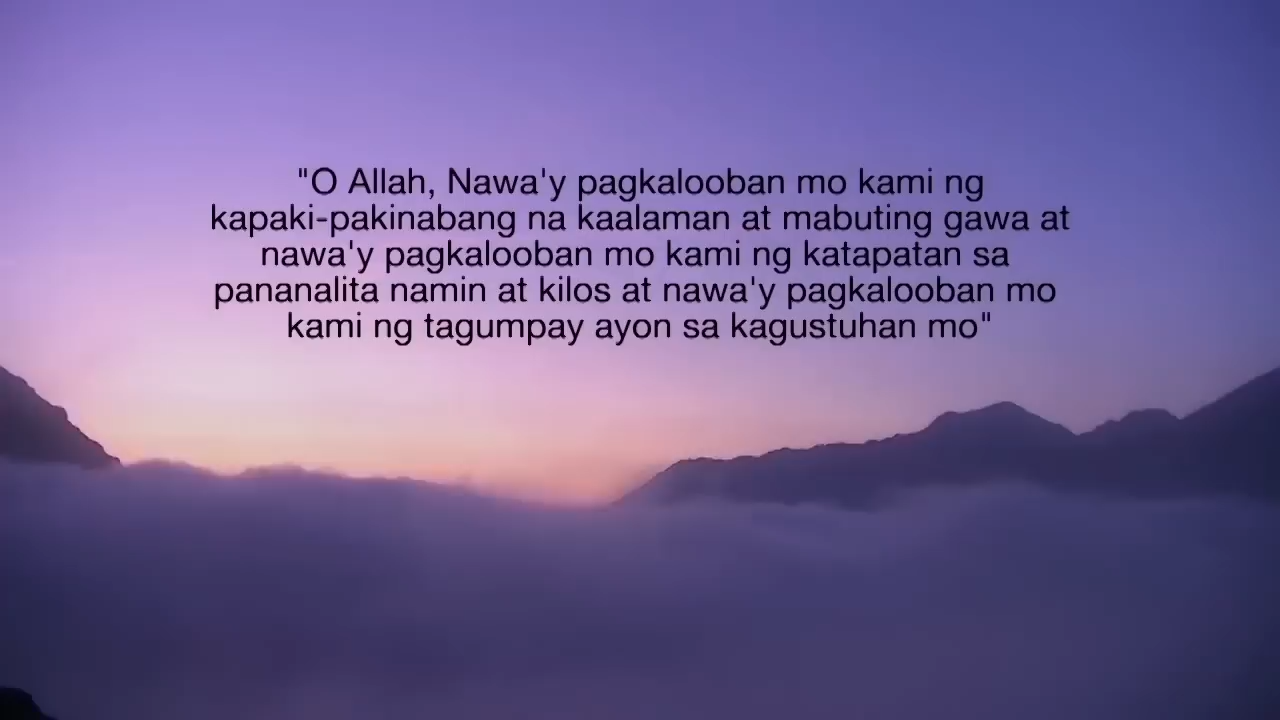 "O Allah, Nawa'y pagkalooban mo kami ng
kapaki-pakinabang na kaalaman at mabuting gawa at
nawa'y pagkalooban mo kami ng katapatan sa
pananalita namin at kilos at nawa'y pagkalooban mo
kami ng tagumpay ayon sa kagustuhan mo"